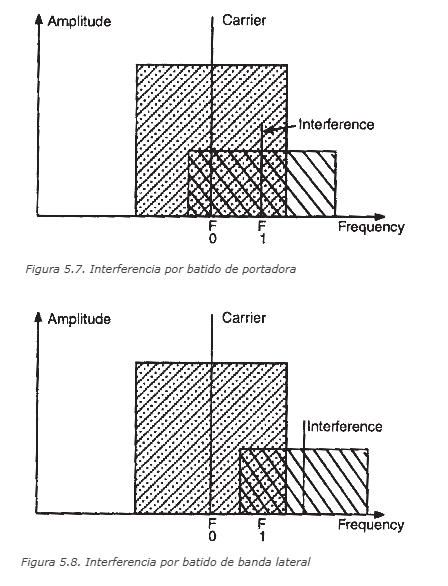 Amplitude
Carrier
Interference
F F Frequency
0 1
Figura 5.7. Interferencia por batido de portadora
Amplitude
Carrier
Interference
F F Frequency
0 1
Figura 5.8. Interferencia por batido de banda lateral